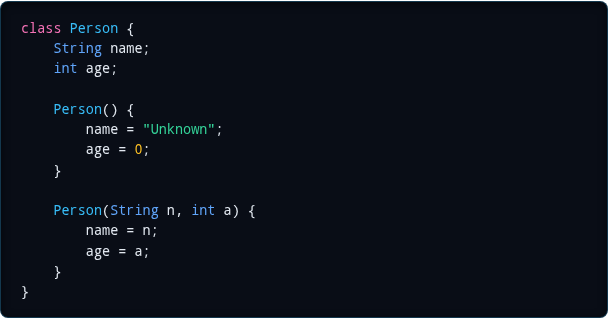 class Person {
    String name;
    int age;

    Person() {
        name = "Unknown";
        age = 0;
    }

    Person(String n, int a) {
        name = n;
        age = a;
    }
}